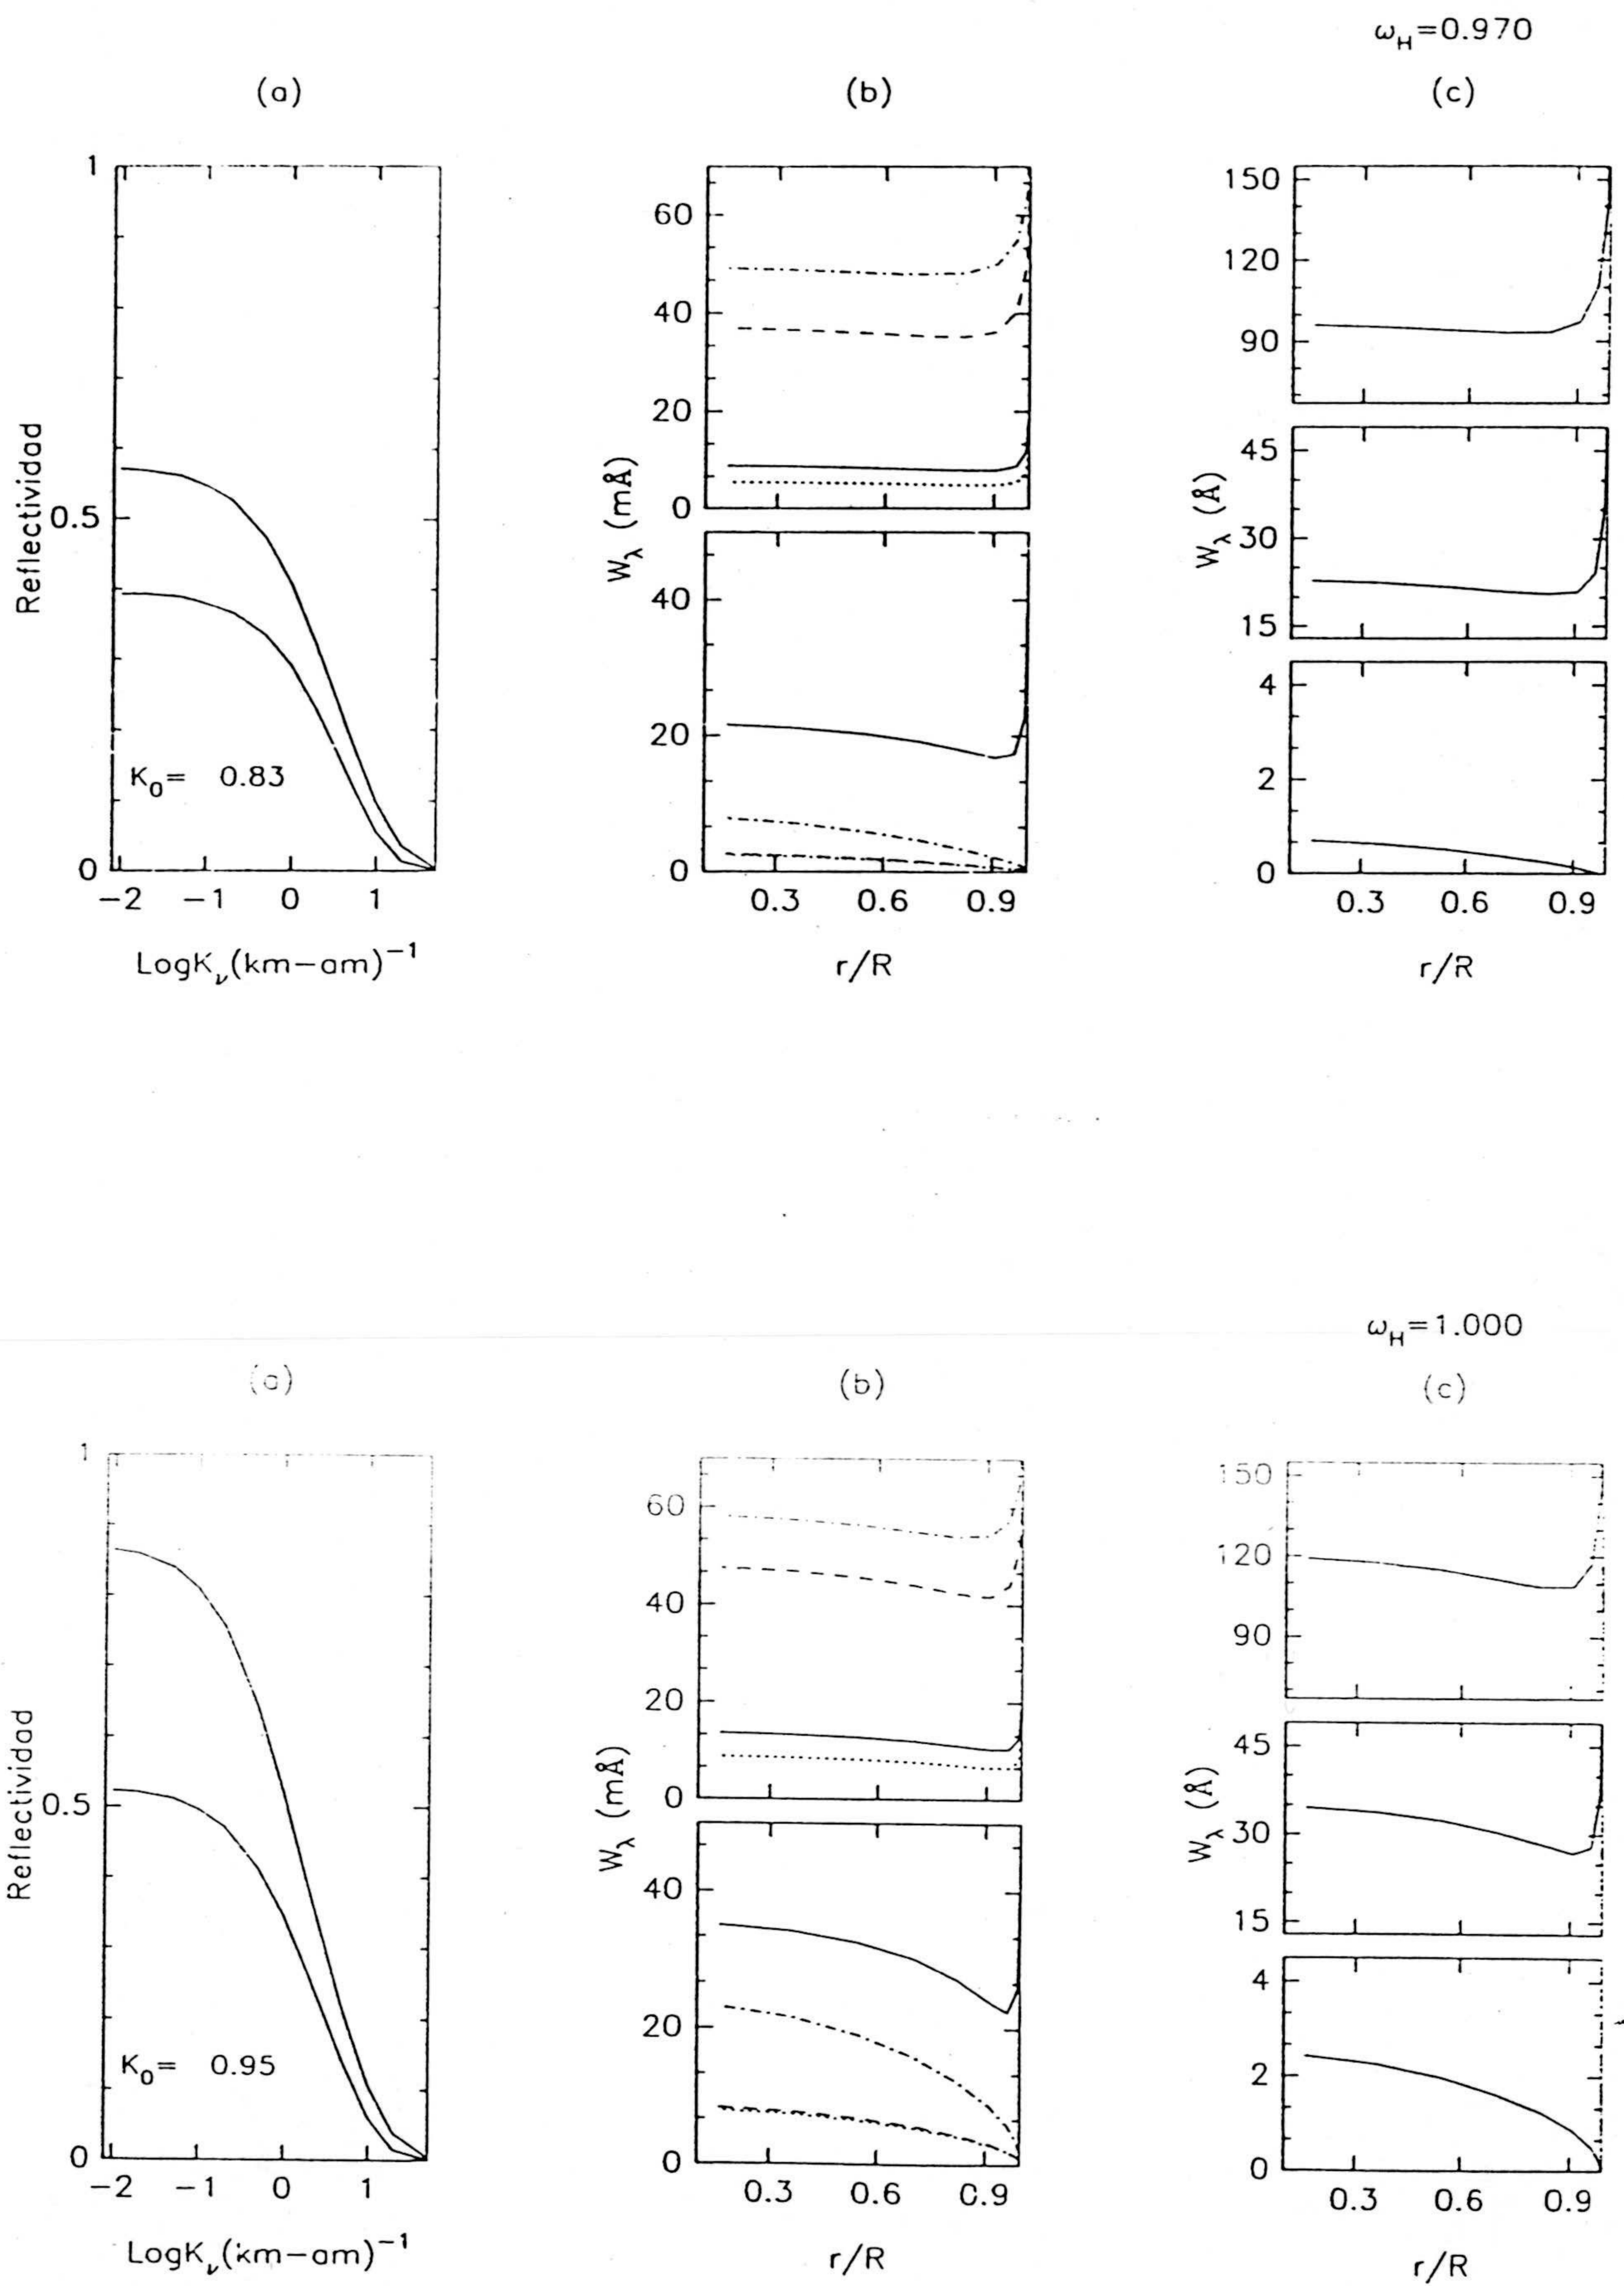 ω_H=0.970
(a) (b) (c)
1
0.5
0
Reflectividad
K_0= 0.83
−2 −1 0 1
LogK_ν(km−am)^−1
60
40
20
0
W_λ (mÅ)
40
20
0
0.3 0.6 0.9
r/R
150
120
90
W_λ (Å)
45
30
15
4
2
0
0.3 0.6 0.9
r/R
ω_H=1.000
(a) (b) (c)
1
0.5
0
Reflectividad
K_0= 0.95
−2 −1 0 1
LogK_ν(km−am)^−1
60
40
20
0
W_λ (mÅ)
40
20
0
0.3 0.6 0.9
r/R
150
120
90
W_λ (Å)
45
30
15
4
2
0
0.3 0.6 0.9
r/R